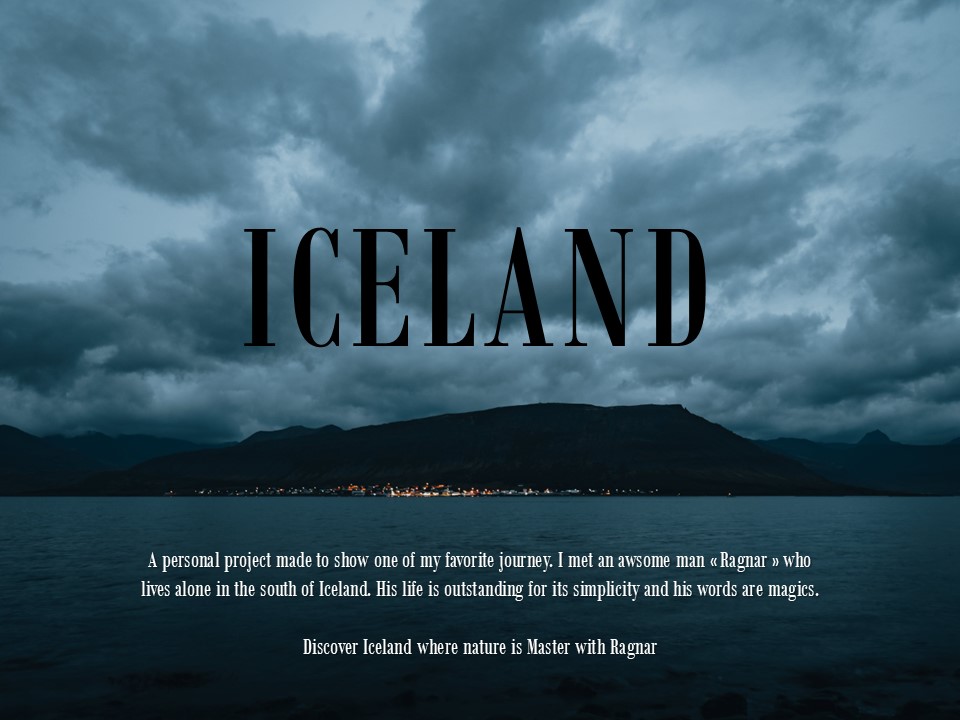 ICELAND
A personal project made to show one of my favorite journey. I met an awsome man « Ragnar » who
lives alone in the south of Iceland. His life is outstanding for its simplicity and his words are magics.
Discover Iceland where nature is Master with Ragnar